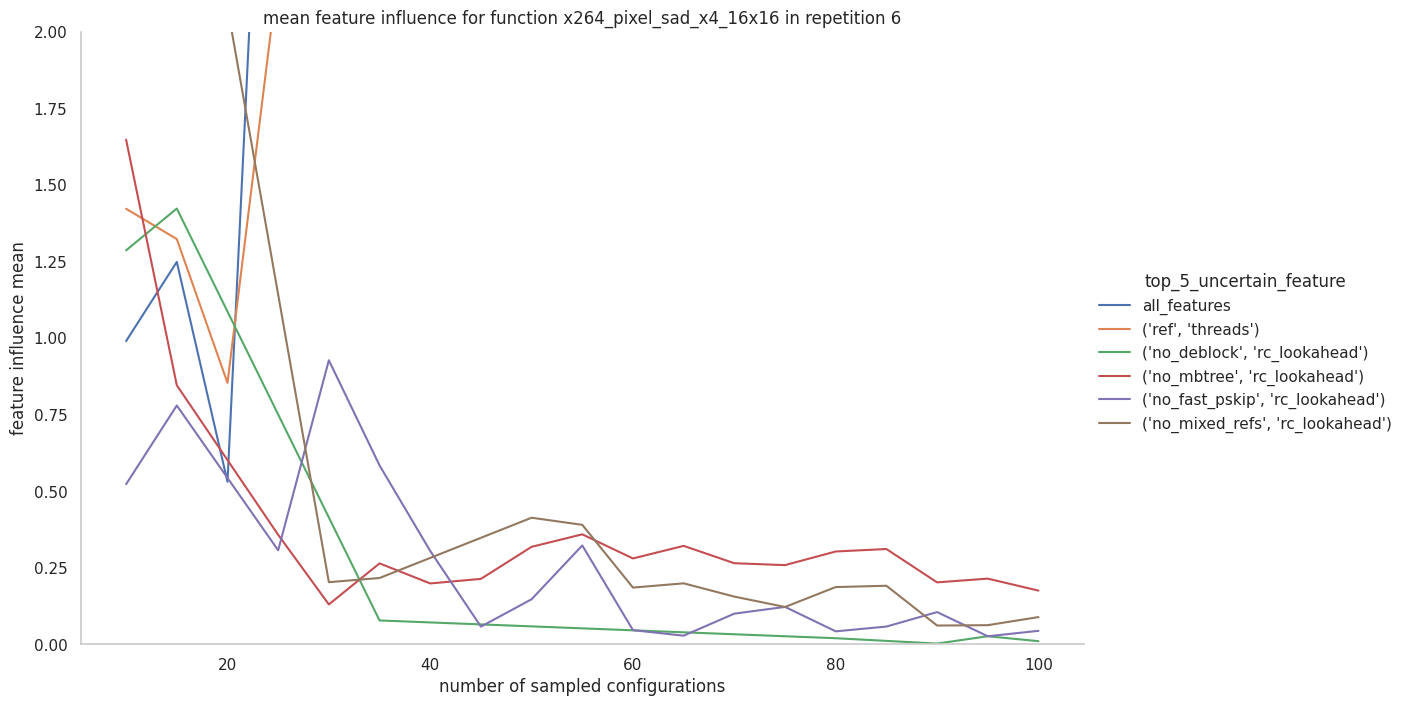 mean feature influence for function x264_pixel_sad_x4_16x16 in repetition 6
2.00
1.75
1.50
1.25
1.00
0.75
0.50
0.25
0.00
feature influence mean
20 40 60 80 100
number of sampled configurations
top_5_uncertain_feature
all_features
('ref', 'threads')
('no_deblock', 'rc_lookahead')
('no_mbtree', 'rc_lookahead')
('no_fast_pskip', 'rc_lookahead')
('no_mixed_refs', 'rc_lookahead')